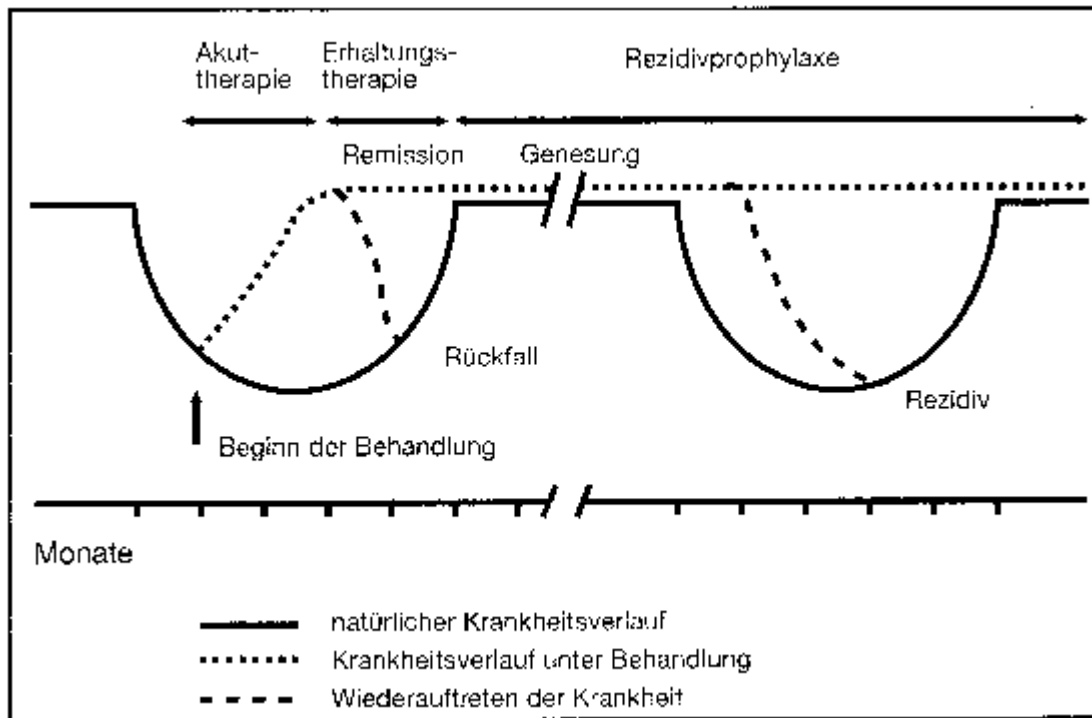 Akut-
therapie
Erhaltungs-
therapie
Rezidivprophylaxe
Remission
Genesung
Rückfall
Rezidiv
Beginn der Behandlung
Monate
natürlicher Krankheitsverlauf
Krankheitsverlauf unter Behandlung
Wiederauftreten der Krankheit